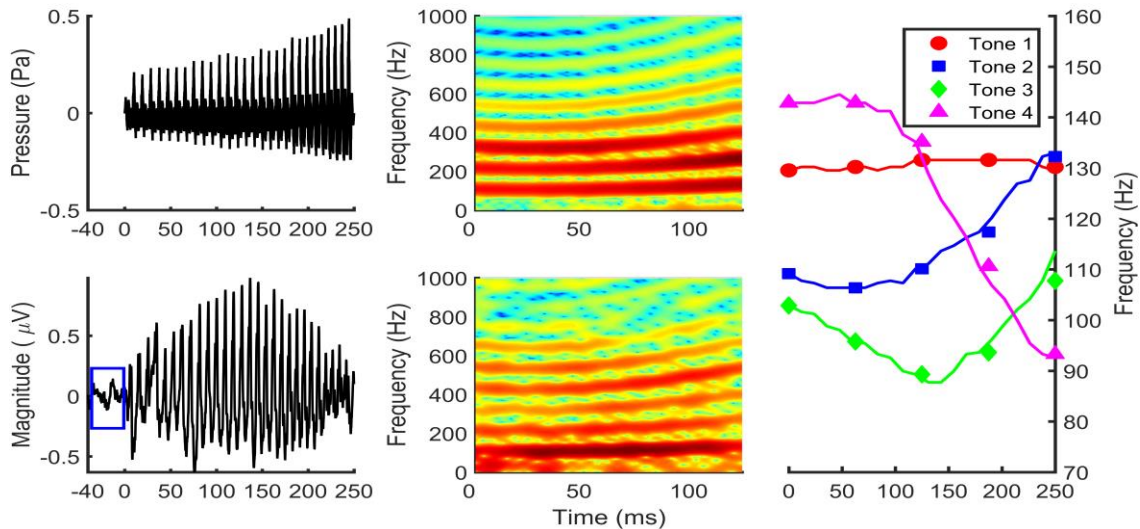 Pressure (Pa)
0.5
0
-0.5
-40 0 50 100 150 200 250
Frequency (Hz)
1000
800
600
400
200
0
0 50 100
Magnitude ( μV)
0.5
0
-0.5
-40 0 50 100 150 200 250
Frequency (Hz)
1000
800
600
400
200
0
0 50 100
Time (ms)
Tone 1
Tone 2
Tone 3
Tone 4
160
150
140
130
120
110
100
90
80
70
Frequency (Hz)
0 50 100 150 200 250